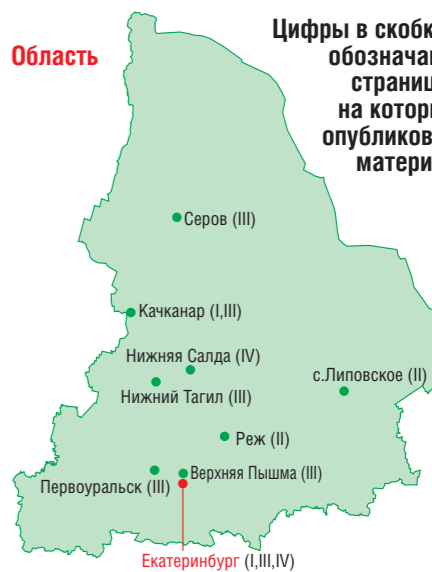 Область
Цифры в
обозначаю
страниц
на котор
опубликов
матери
Серов (III)
Качканар (I,III)
Нижняя Салда (IV)
с.Липовское (II)
Нижний Тагил (III)
Реж (II)
Верхняя Пышма (III)
Первоуральск (III)
Екатеринбург (I,III,IV)